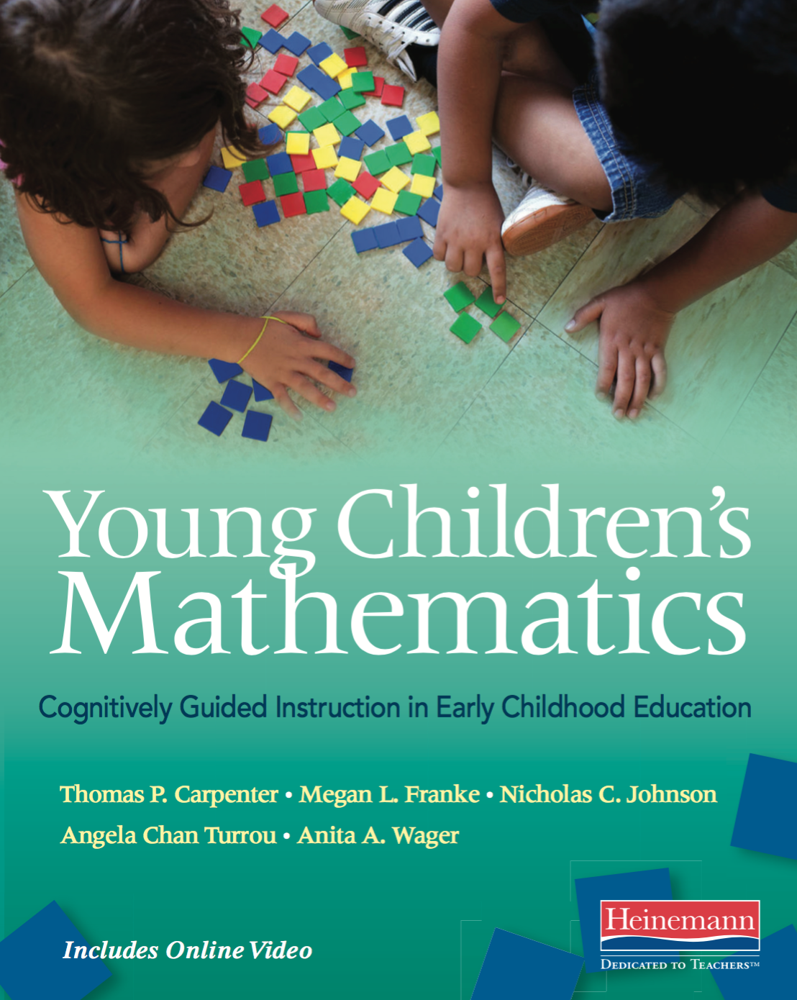 Young Children's
Mathematics
Cognitively Guided Instruction in Early Childhood Education
Thomas P. Carpenter • Megan L. Franke • Nicholas C. Johnson
Angela Chan Turrou • Anita A. Wager
Includes Online Video
Heinemann
DEDICATED TO TEACHERS™